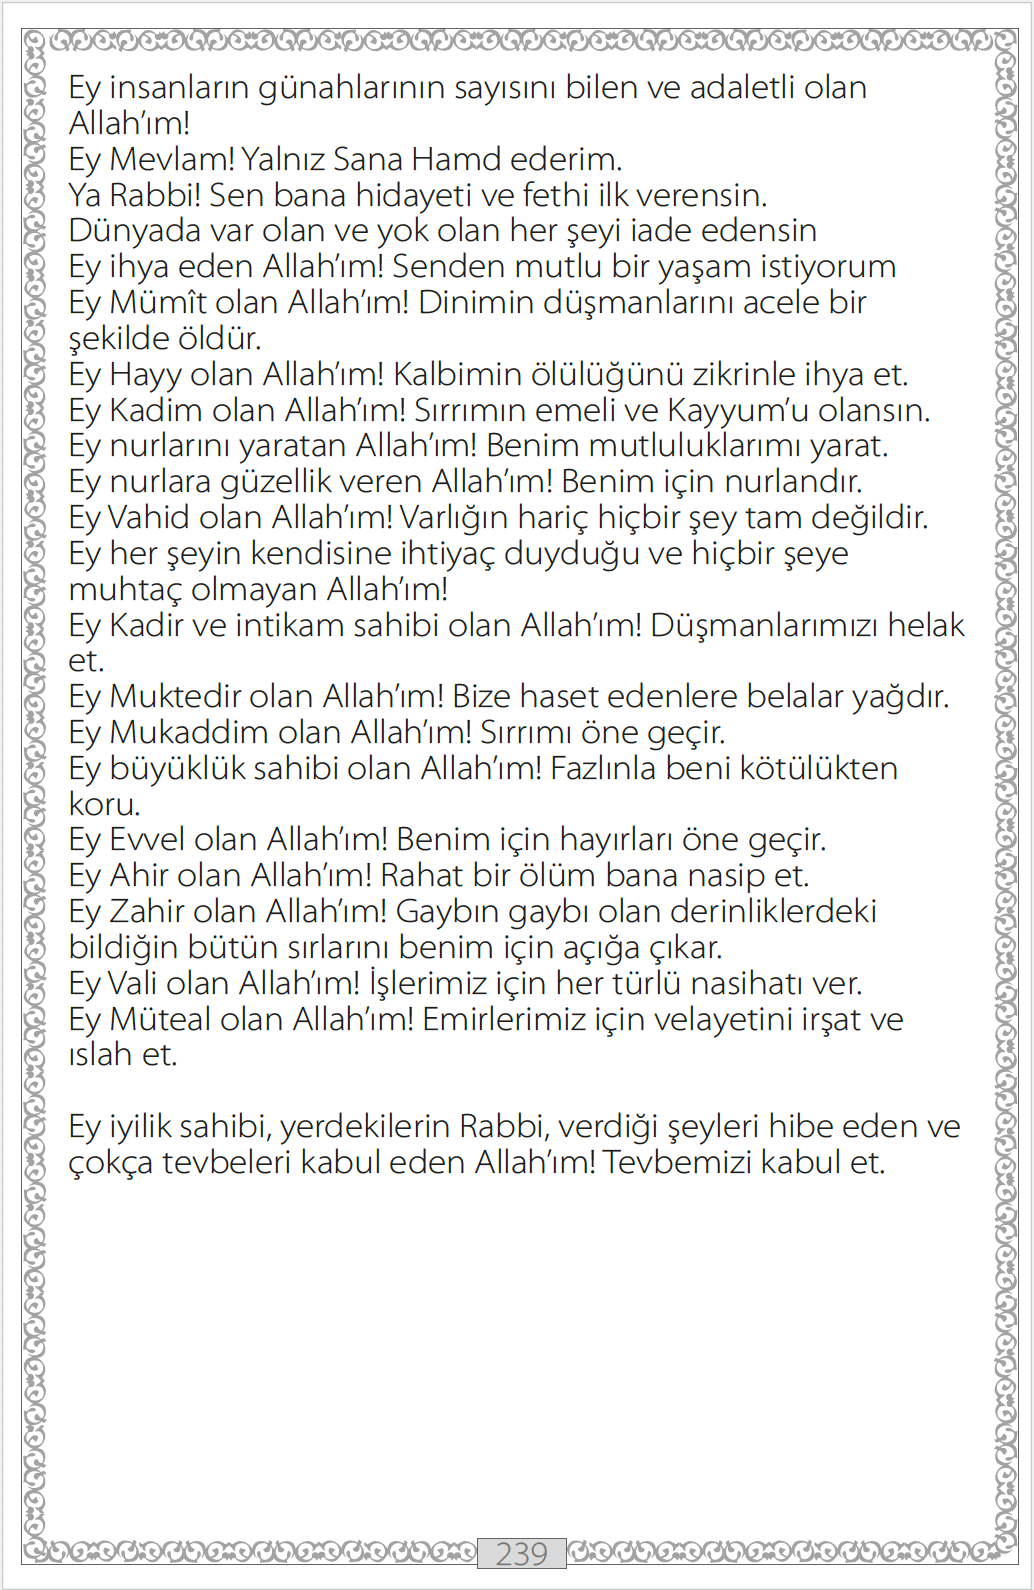 Ey insanların günahlarının sayısını bilen ve adaletli olan
Allah’ım!
Ey Mevlam! Yalnız Sana Hamd ederim.
Ya Rabbi! Sen bana hidayeti ve fethi ilk verensin.
Dünyada var olan ve yok olan her şeyi iade edensin
Ey ihya eden Allah’ım! Senden mutlu bir yaşam istiyorum
Ey Mümît olan Allah’ım! Dinimin düşmanlarını acele bir
şekilde öldür.
Ey Hayy olan Allah’ım! Kalbimin ölülüğünü zikrinle ihya et.
Ey Kadim olan Allah’ım! Sırrımın emeli ve Kayyum’u olansın.
Ey nurlarını yaratan Allah’ım! Benim mutluluklarımı yarat.
Ey nurlara güzellik veren Allah’ım! Benim için nurlandır.
Ey Vahid olan Allah’ım! Varlığın hariç hiçbir şey tam değildir.
Ey her şeyin kendisine ihtiyaç duyduğu ve hiçbir şeye
muhtaç olmayan Allah’ım!
Ey Kadir ve intikam sahibi olan Allah’ım! Düşmanlarımızı helak
et.
Ey Muktedir olan Allah’ım! Bize haset edenlere belalar yağdır.
Ey Mukaddim olan Allah’ım! Sırrımı öne geçir.
Ey büyüklük sahibi olan Allah’ım! Fazlınla beni kötülükten
koru.
Ey Evvel olan Allah’ım! Benim için hayırları öne geçir.
Ey Ahir olan Allah’ım! Rahat bir ölüm bana nasip et.
Ey Zahir olan Allah’ım! Gaybın gaybı olan derinliklerdeki
bildiğin bütün sırlarını benim için açığa çıkar.
Ey Vali olan Allah’ım! İşlerimiz için her türlü nasihatı ver.
Ey Müteal olan Allah’ım! Emirlerimiz için velayetini irşat ve
ıslah et.
Ey iyilik sahibi, yerdekilerin Rabbi, verdiği şeyleri hibe eden ve
çokça tevbeleri kabul eden Allah’ım! Tevbemizi kabul et.
239